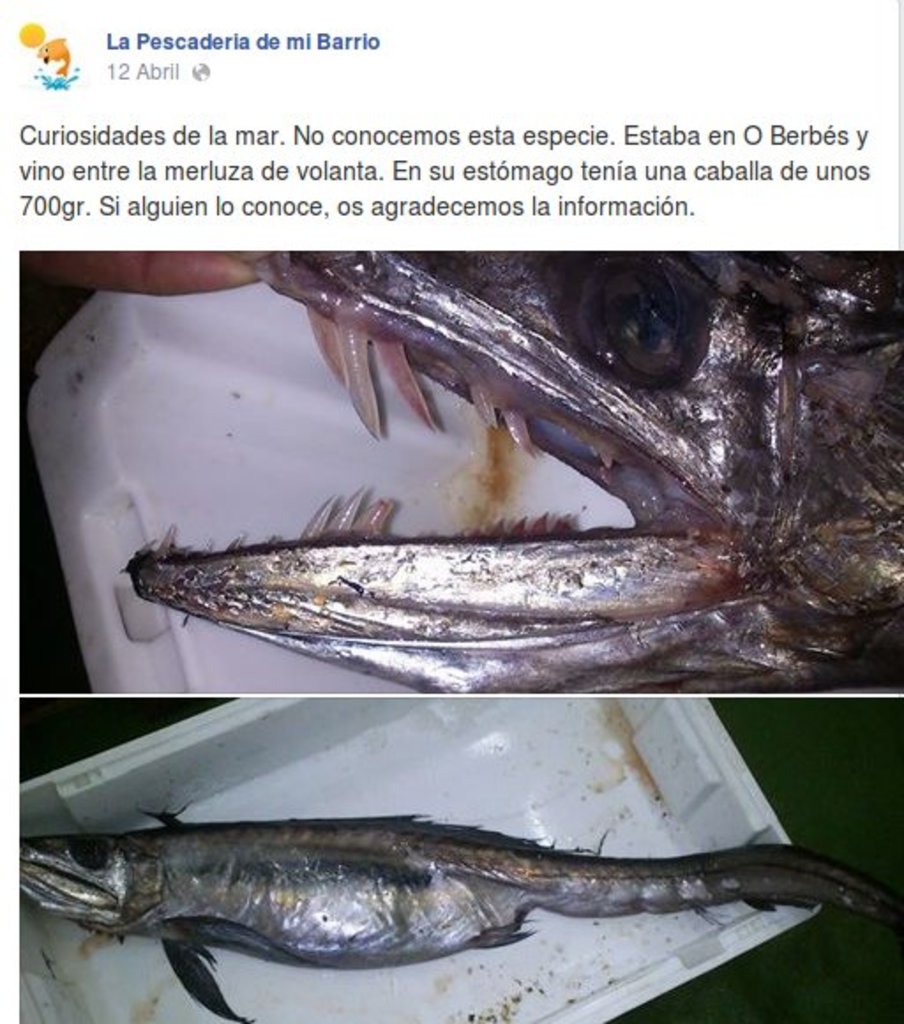 La Pescaderia de mi Barrio
12 Abril
Curiosidades de la mar. No conocemos esta especie. Estaba en O Berbés y
vino entre la merluza de volanta. En su estómago tenía una caballa de unos
700gr. Si alguien lo conoce, os agradecemos la información.